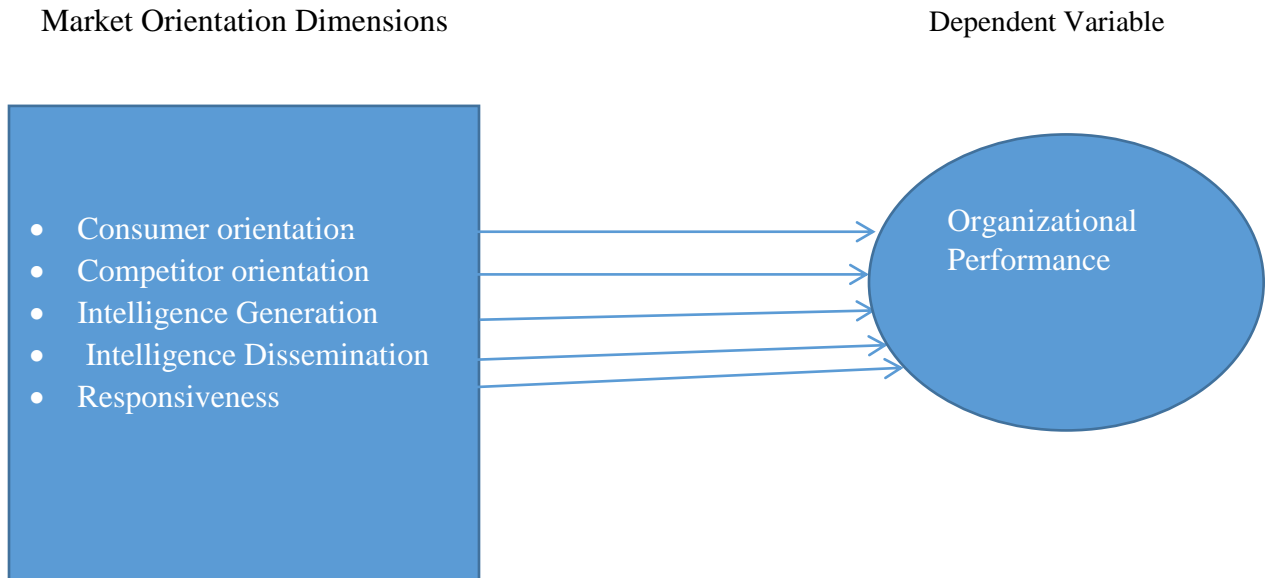 Market Orientation Dimensions
Dependent Variable
• Consumer orientation
• Competitor orientation
• Intelligence Generation
• Intelligence Dissemination
• Responsiveness
Organizational
Performance